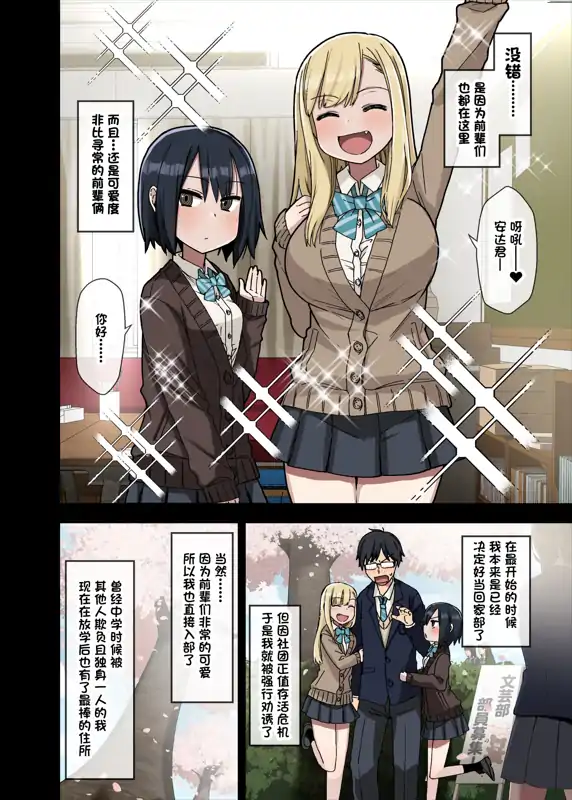 没错………
是因为前辈们
也都在这里
而且…还是可爱度
非比寻常的前辈俩
呀吼—
安达君—♥
你好…
在最开始的时候
我本来是已经
决定好当回家部了
但因社团正值存活危机
于是我就被强行劝诱了
文芸部
部員募集
当然……
因为前辈们非常的可爱
所以我也直接入部了
曾经中学时候被
其他人欺负且独身一人的我
现在在放学后也有了最棒的住所